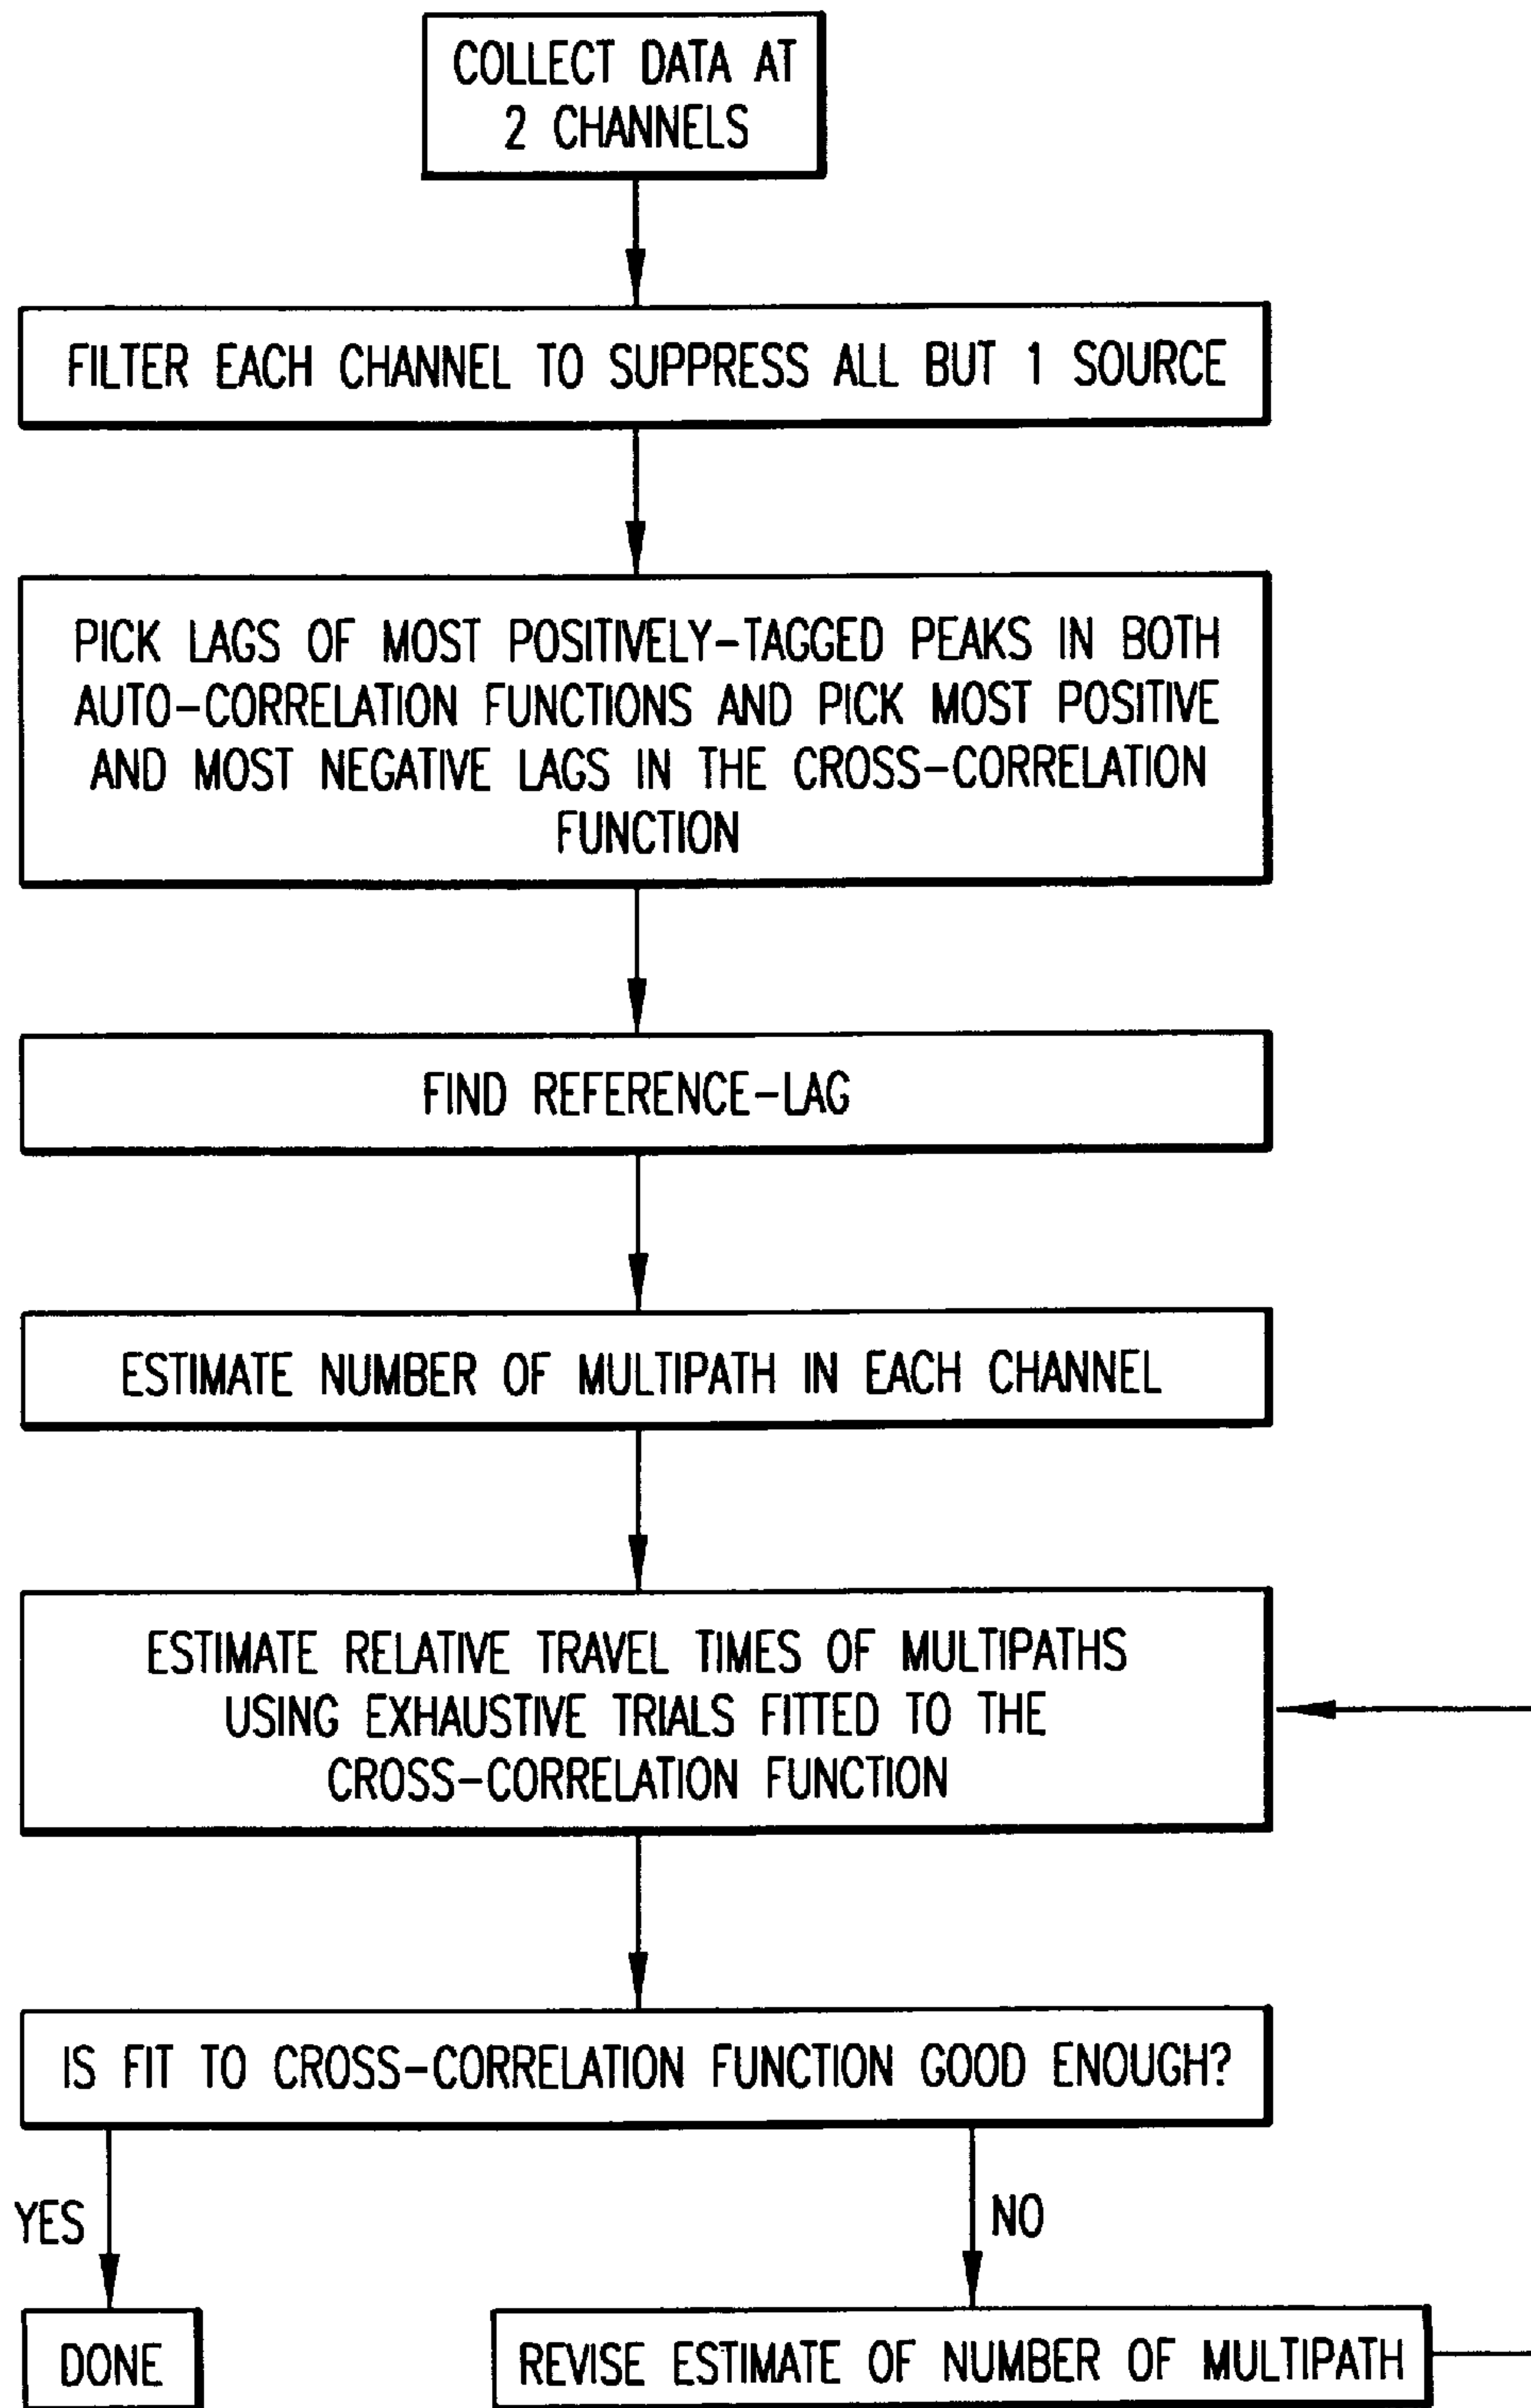 COLLECT DATA AT
2 CHANNELS
FILTER EACH CHANNEL TO SUPPRESS ALL BUT 1 SOURCE
PICK LAGS OF MOST POSITIVELY-TAGGED PEAKS IN BOTH
AUTO-CORRELATION FUNCTIONS AND PICK MOST POSITIVE
AND MOST NEGATIVE LAGS IN THE CROSS-CORRELATION
FUNCTION
FIND REFERENCE-LAG
ESTIMATE NUMBER OF MULTIPATH IN EACH CHANNEL
ESTIMATE RELATIVE TRAVEL TIMES OF MULTIPATHS
USING EXHAUSTIVE TRIALS FITTED TO THE
CROSS-CORRELATION FUNCTION
IS FIT TO CROSS-CORRELATION FUNCTION GOOD ENOUGH?
YES
NO
DONE
REVISE ESTIMATE OF NUMBER OF MULTIPATH